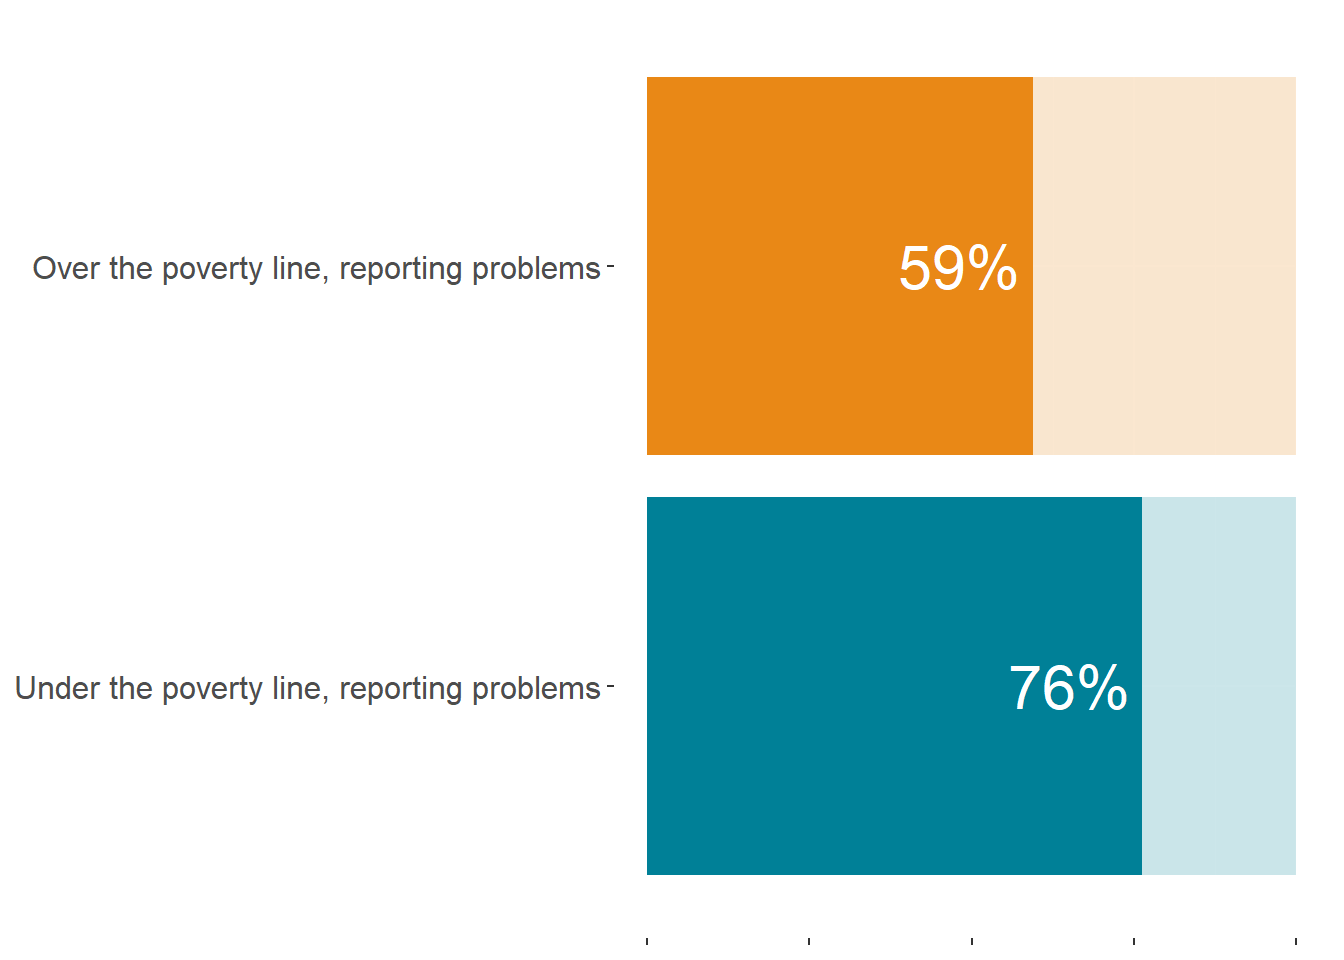 Over the poverty line, reporting problems
59%
Under the poverty line, reporting problems
76%